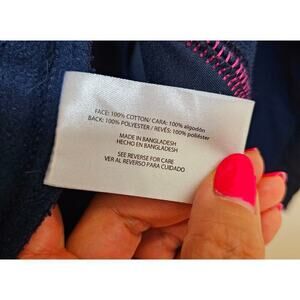 FACE: 100% COTTON/ CARA: 100% algodón
BACK: 100% POLYESTER / REVÉS: 100% poliéster
MADE IN BANGLADESH
HECHO EN BANGLADESH
SEE REVERSE FOR CARE
VER AL REVERSO PARA CUIDADO